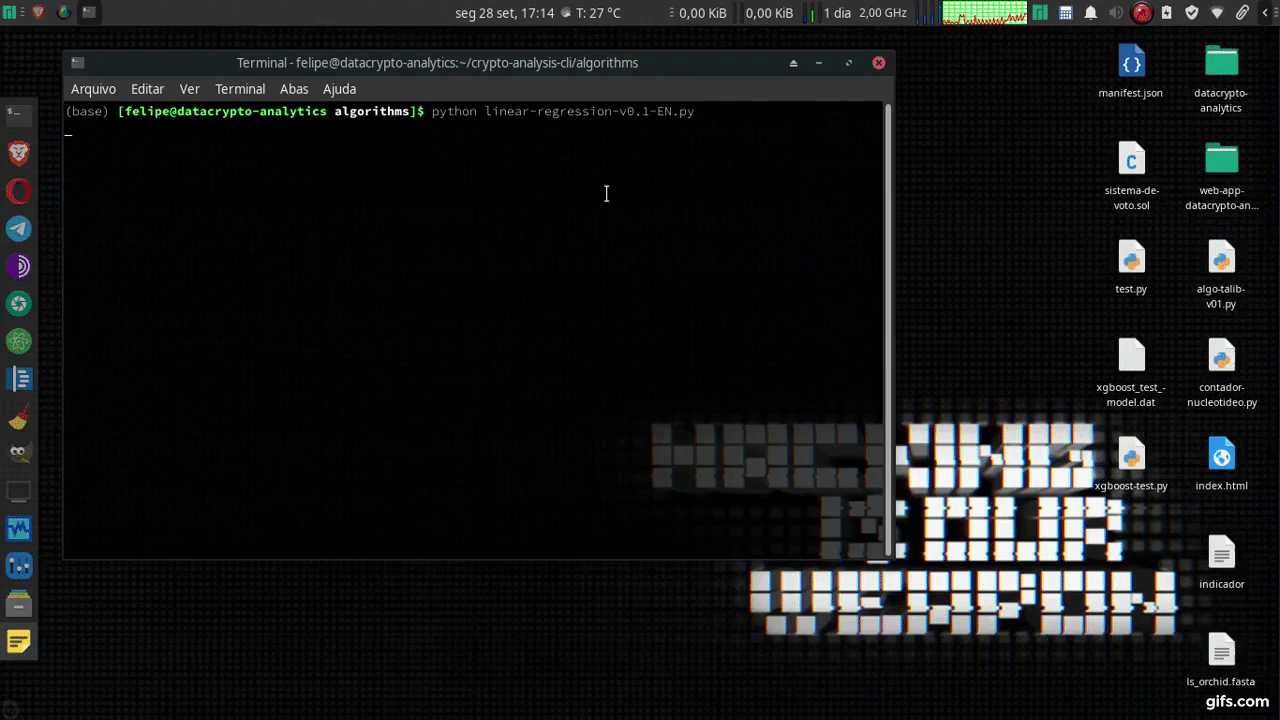 seg 28 set, 17:14 T: 27 °C 0,00 KiB 0,00 KiB 1 dia 2,00 GHz
Terminal - felipe@datacrypto-analytics:~/cryptoanalysis-cli/algorithms
Arquivo Editar Ver Terminal Abas Ajuda
(base) [felipe@datacrypto-analytics algorithms]$ python linear-regression-v0.1-EN.py
manifest.json
datacrypto-
analytics
sistema-de-
voto.sol
web-app-
datacrypto-an...
test.py
algo-talib-
v01.py
xgboost_test_-
model.dat
contador-
nucleotideo.py
xgboost-test.py
index.html
indicador
ls_orchid.fasta
gifs.com